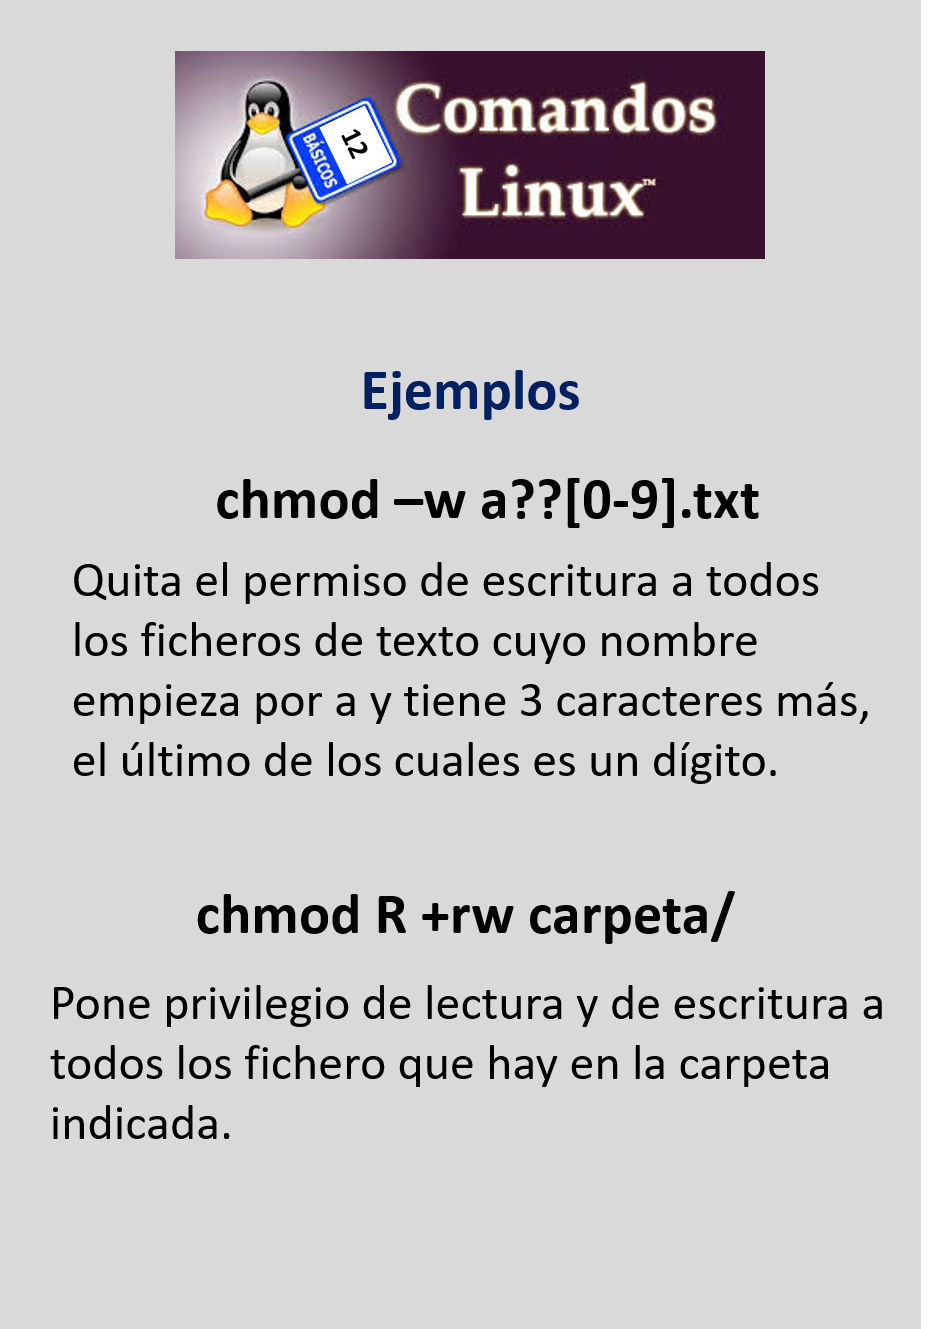 12
BÁSICOS
Comandos
Linux™
Ejemplos
chmod –w a??[0-9].txt
Quita el permiso de escritura a todos
los ficheros de texto cuyo nombre
empieza por a y tiene 3 caracteres más,
el último de los cuales es un dígito.
chmod R +rw carpeta/
Pone privilegio de lectura y de escritura a
todos los fichero que hay en la carpeta
indicada.